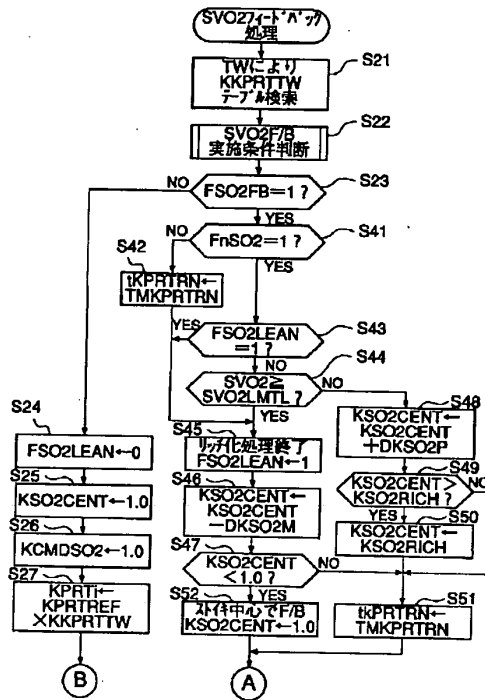 SVO2フィードバック
処理
S21
TWにより
KKPRTTW
テーブル検索
S22
SVO2F/B
実施条件判断
S23
NO
FSO2FB=1?
YES
S41
NO
FnSO2=1?
YES
S42
tKPRTRN←
TMKPRTRN
S43
YES
FSO2LEAN
=1?
NO
S44
SVO2≧
SVO2LMTL?
NO
YES
S45
リッチ化処理終了
FSO2LEAN←1
S48
KSO2CENT←
KSO2CENT
+DKSO2P
S24
FSO2LEAN←0
S46
KSO2CENT←
KSO2CENT
−DKSO2M
S49
KSO2CENT>
KSO2RICH?
NO
YES
S25
KSO2CENT←1.0
S50
KSO2CENT←
KSO2RICH
S26
KCMDSO2←1.0
S47
KSO2CENT
<1.0?
NO
YES
S27
KPRTi←
KPRTREF
×KKPRTTW
S52
ストイキ中心でF/B
KSO2CENT←1.0
S51
tkPRTRN←
TMKPRTRN
B
A